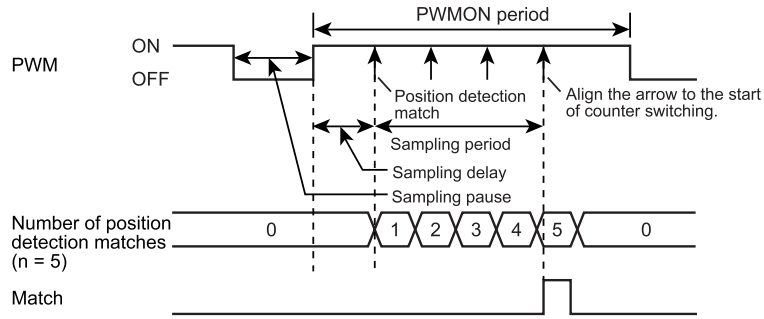 PWMON period
PWM
ON
OFF
Position detection
match
Align the arrow to the start
of counter switching.
Sampling period
Sampling delay
Sampling pause
Number of position
detection matches
(n = 5)
0 1 2 3 4 5 0
Match